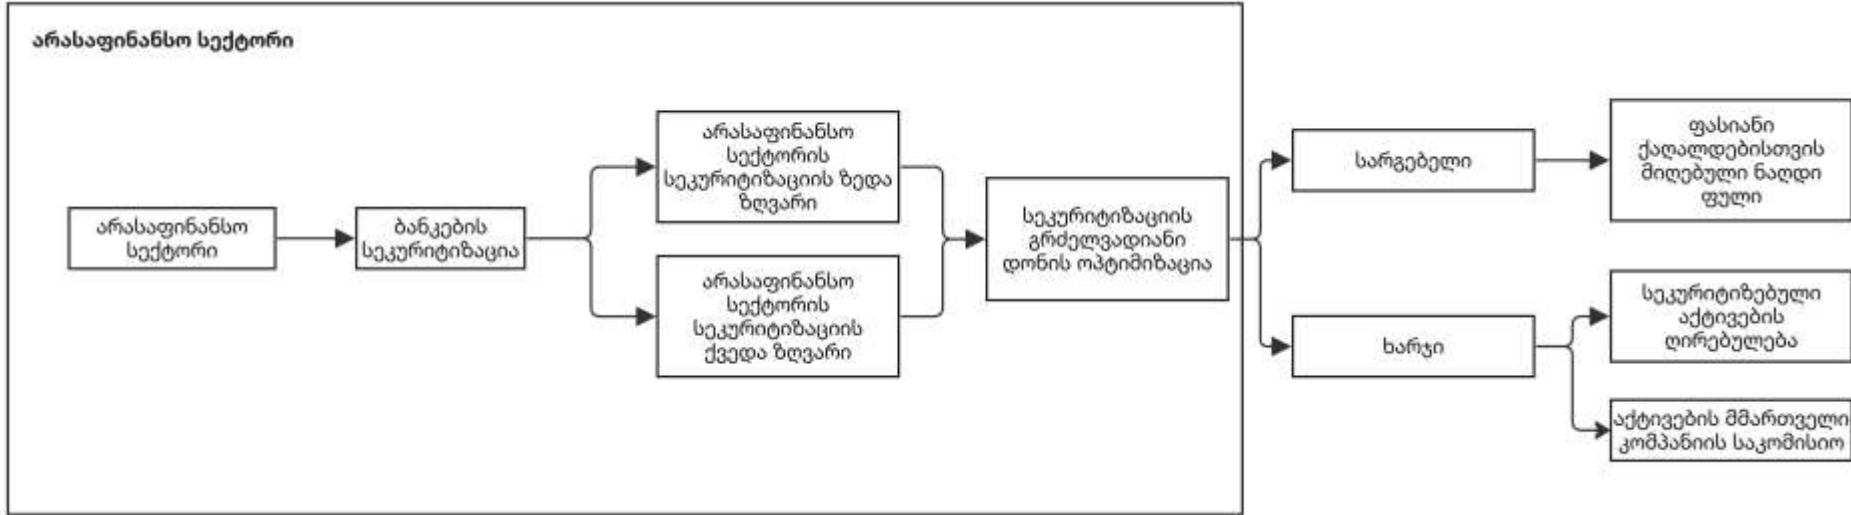 არასაფინანსო სექტორი
არასაფინანსო
სექტორი
ბანკების
სეკურიტიზაცია
არასაფინანსო
სექტორის
სეკურიტიზაციის ზედა
ზღვარი
არასაფინანსო
სექტორის
სეკურიტიზაციის
ქვედა ზღვარი
სეკურიტიზაციის
გრძელვადიანი
დონის ოპტიმიზაცია
სარგებელი
ხარჯი
ფასიანი
ქაღალდებისთვის
მიღებული ნაღდი
ფული
სეკურიტიზებული
აქტივების
ღირებულება
აქტივების მმართველი
კომპანიის საკომისიო